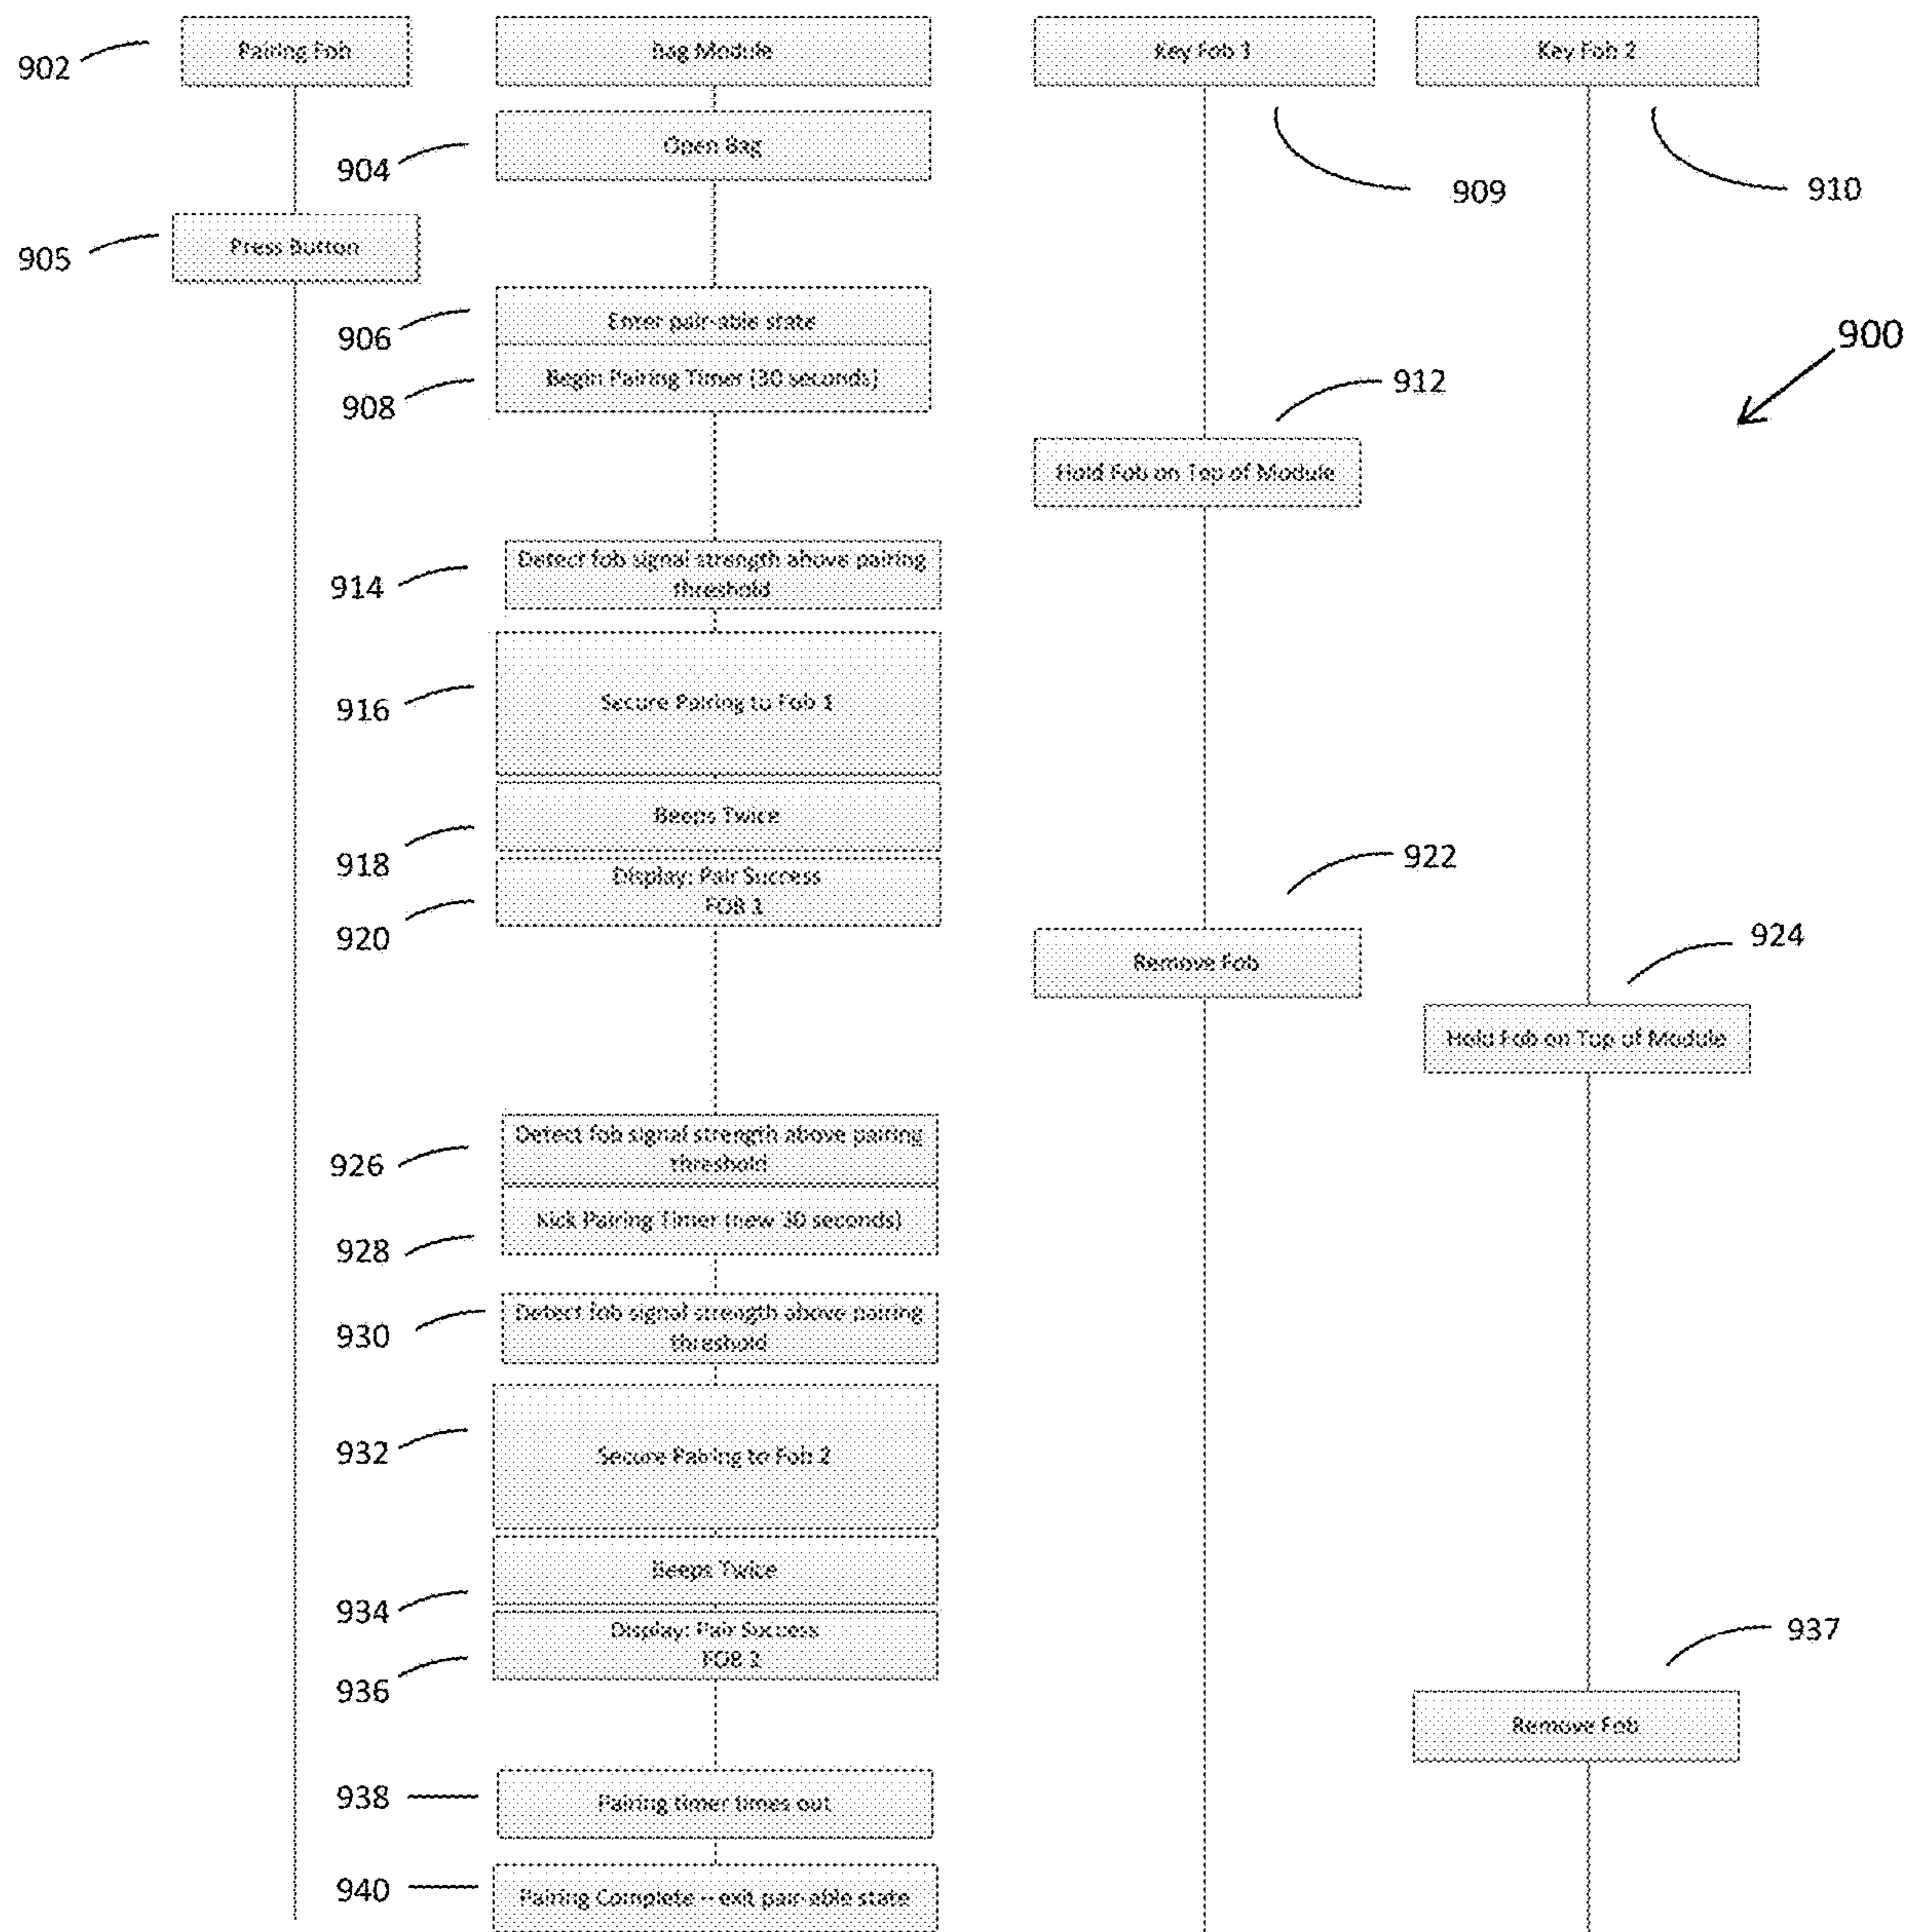 902
Pairing Fob
Bag Module
Key Fob 1
Key Fob 2
904
Open Bag
909
910
905
Press Button
906
Enter pair-able state
900
908
Begin Pairing Timer (30 seconds)
912
Hold Fob on Top of Module
914
Detect fob signal strength above pairing
threshold
916
Secure Pairing to Fob 1
918
Beeps Twice
922
920
Display: Pair Success
FOB 1
924
Remove Fob
Hold Fob on Top of Module
926
Detect fob signal strength above pairing
threshold
928
Kick Pairing Timer (new 30 seconds)
930
Detect fob signal strength above pairing
threshold
932
Secure Pairing to Fob 2
934
Beeps Twice
937
936
Display: Pair Success
FOB 2
Remove Fob
938
Pairing timer times out
940
Pairing Complete -- exit pair-able state